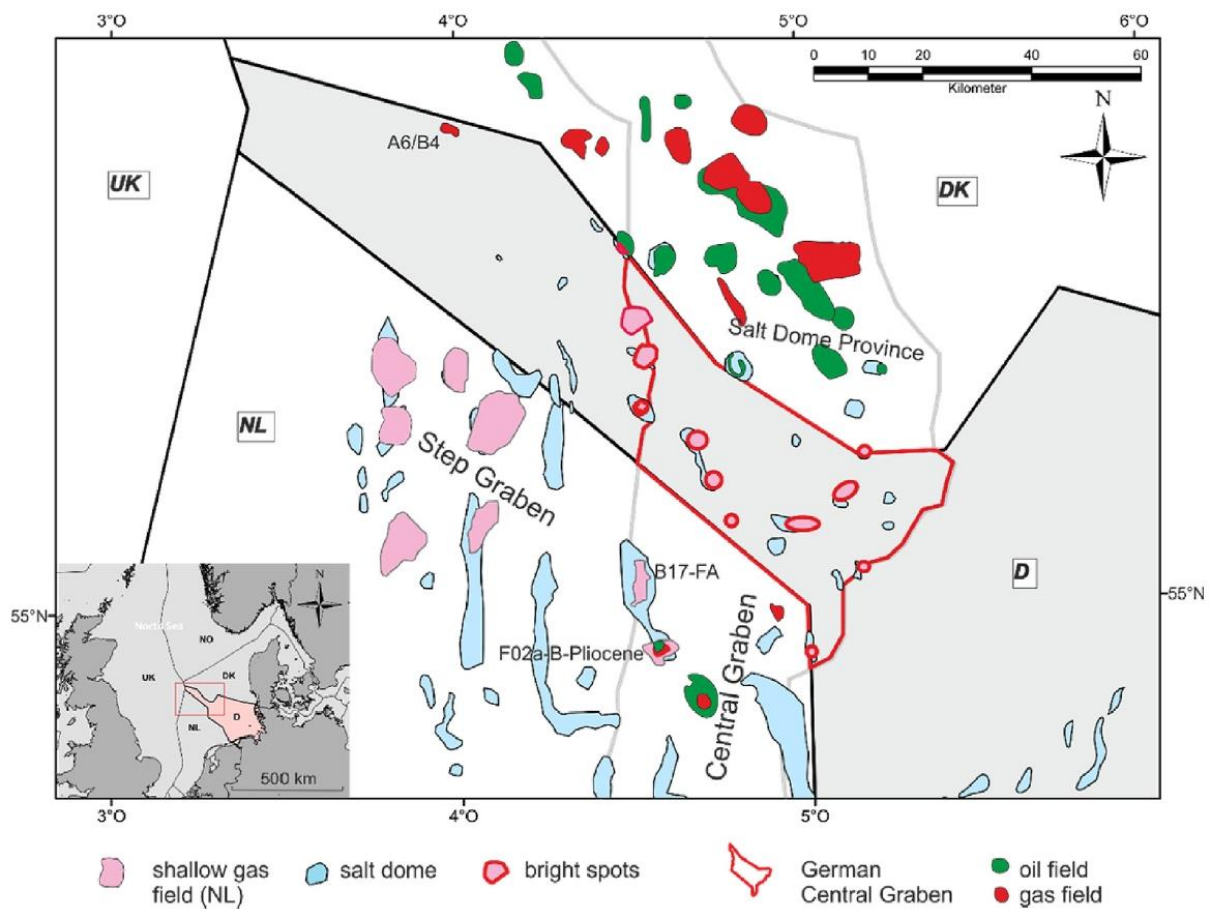 3°O 4°O 5°O 6°O
0 10 20 40 60
Kilometer
N
A6/B4
UK
DK
Salt Dome Province
NL
Step Graben
B17-FA
D
55°N
55°N
F02a-B-Pliocene
Central Graben
N
North Sea
NO
UK
DK
D
NL
500 km
3°O 4°O 5°O
shallow gas
field (NL)
salt dome
bright spots
German
Central Graben
oil field
gas field